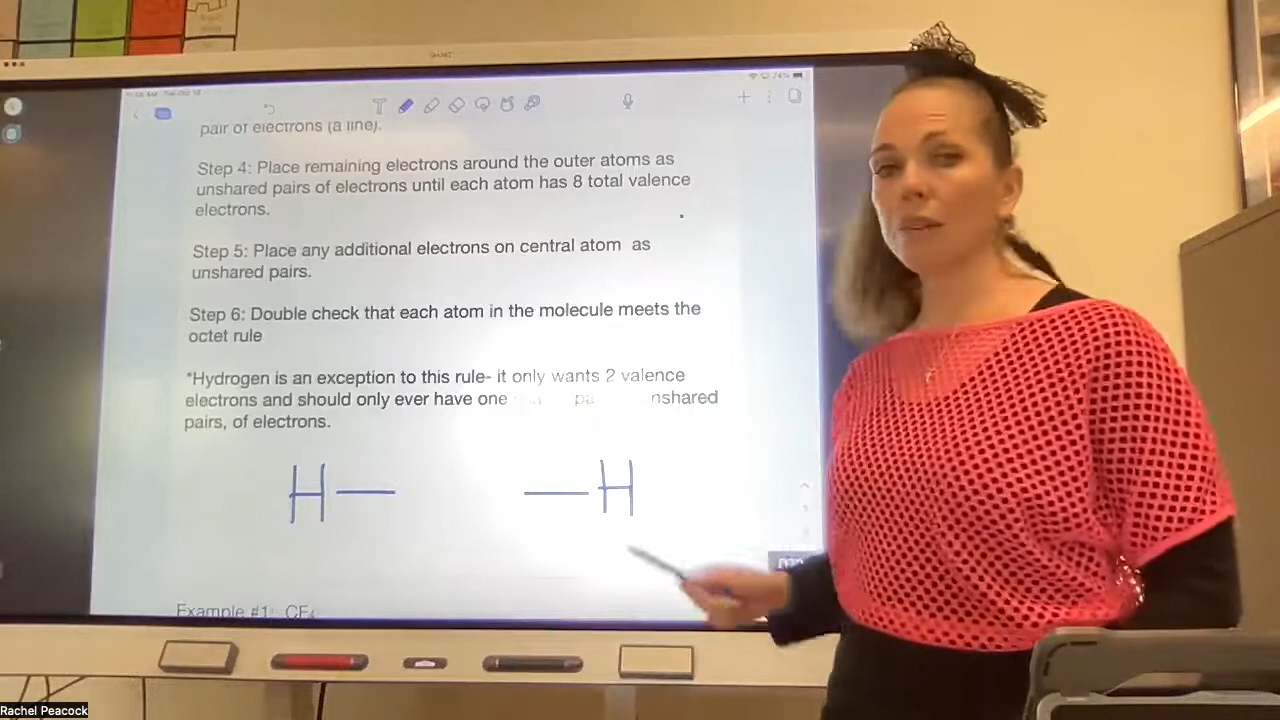 pair of electrons (a line).
Step 4: Place remaining electrons around the outer atoms as
unshared pairs of electrons until each atom has 8 total valence
electrons.
Step 5: Place any additional electrons on central atom as
unshared pairs.
Step 6: Double check that each atom in the molecule meets the
octet rule
*Hydrogen is an exception to this rule- it only wants 2 valence
electrons and should only ever have one nshared
pairs, of electrons.
H— —H
Example #1: CF₄
Rachel Peacock